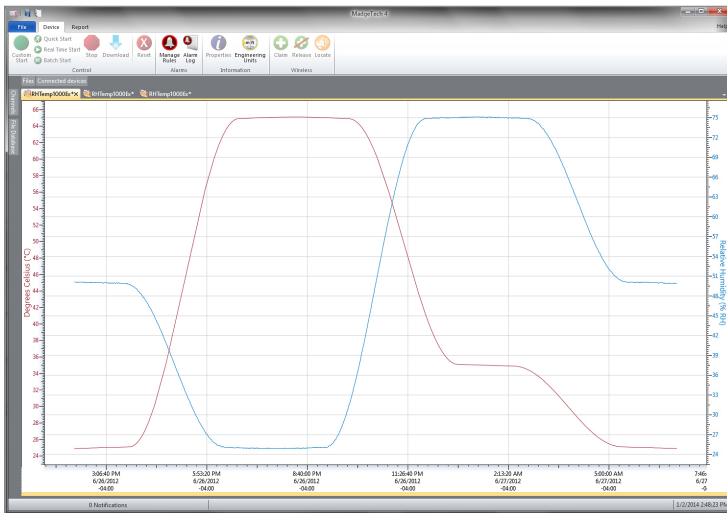 MadgeTech 4
File Device Report Help
Custom Start
Quick Start
Real Time Start
Batch Start
Stop
Download
Reset
Manage Rules
Alarm Log
Properties
Engineering Units
Claim
Release
Locate
Control Alarms Information Wireless
Files Connected devices
Channels
File Database
RHTemp1000Ex*X RHTemp1000Ex* RHTemp1000Ex*
Degrees Celsius (°C)
66
64
62
60
58
56
54
52
50
48
46
44
42
40
38
36
34
32
30
28
26
24
75
72
69
66
63
60
57
54
51
48
45
42
39
36
33
30
27
24
Relative Humidity (% RH)
3:06:40 PM 5:53:20 PM 8:40:00 PM 11:26:40 PM 2:13:20 AM 5:00:00 AM 7:46:
6/26/2012 6/26/2012 6/26/2012 6/26/2012 6/27/2012 6/27/2012 6/27
-04:00 -04:00 -04:00 -04:00 -04:00 -04:00
0 Notifications 1/2/2014 2:48:23 PM